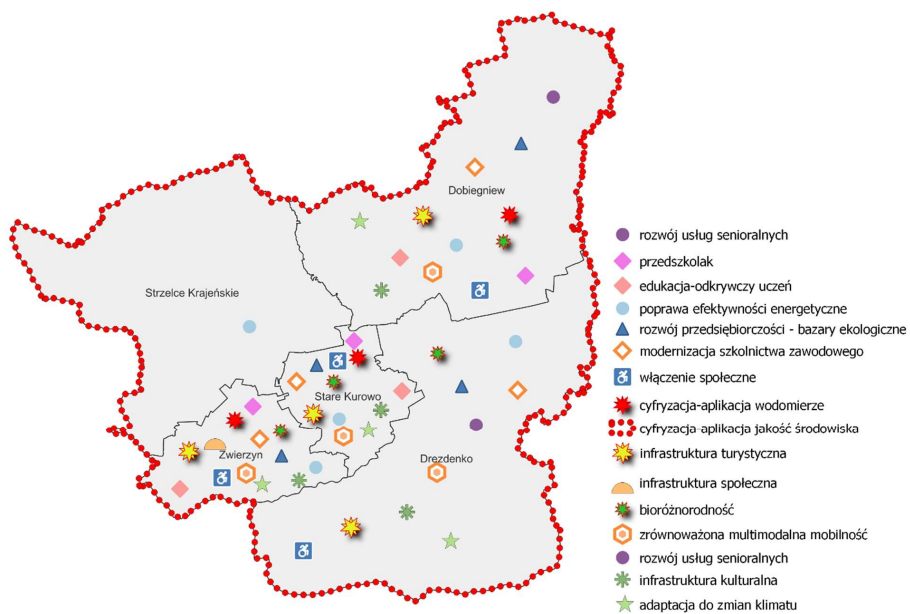 Dobiegniew
Strzelce Krajeńskie
Stare Kurowo
Zwierzyn
Drezdenko
rozwój usług senioralnych
przedszkolak
edukacja-odkrywczy uczeń
poprawa efektywności energetyczne
rozwój przedsiębiorczości - bazary ekologiczne
modernizacja szkolnictwa zawodowego
włączenie społeczne
cyfryzacja-aplikacja wodomierze
cyfryzacja-aplikacja jakość środowiska
infrastruktura turystyczna
infrastruktura społeczna
bioróżnorodność
zrównoważona multimodalna mobilność
rozwój usług senioralnych
infrastruktura kulturalna
adaptacja do zmian klimatu